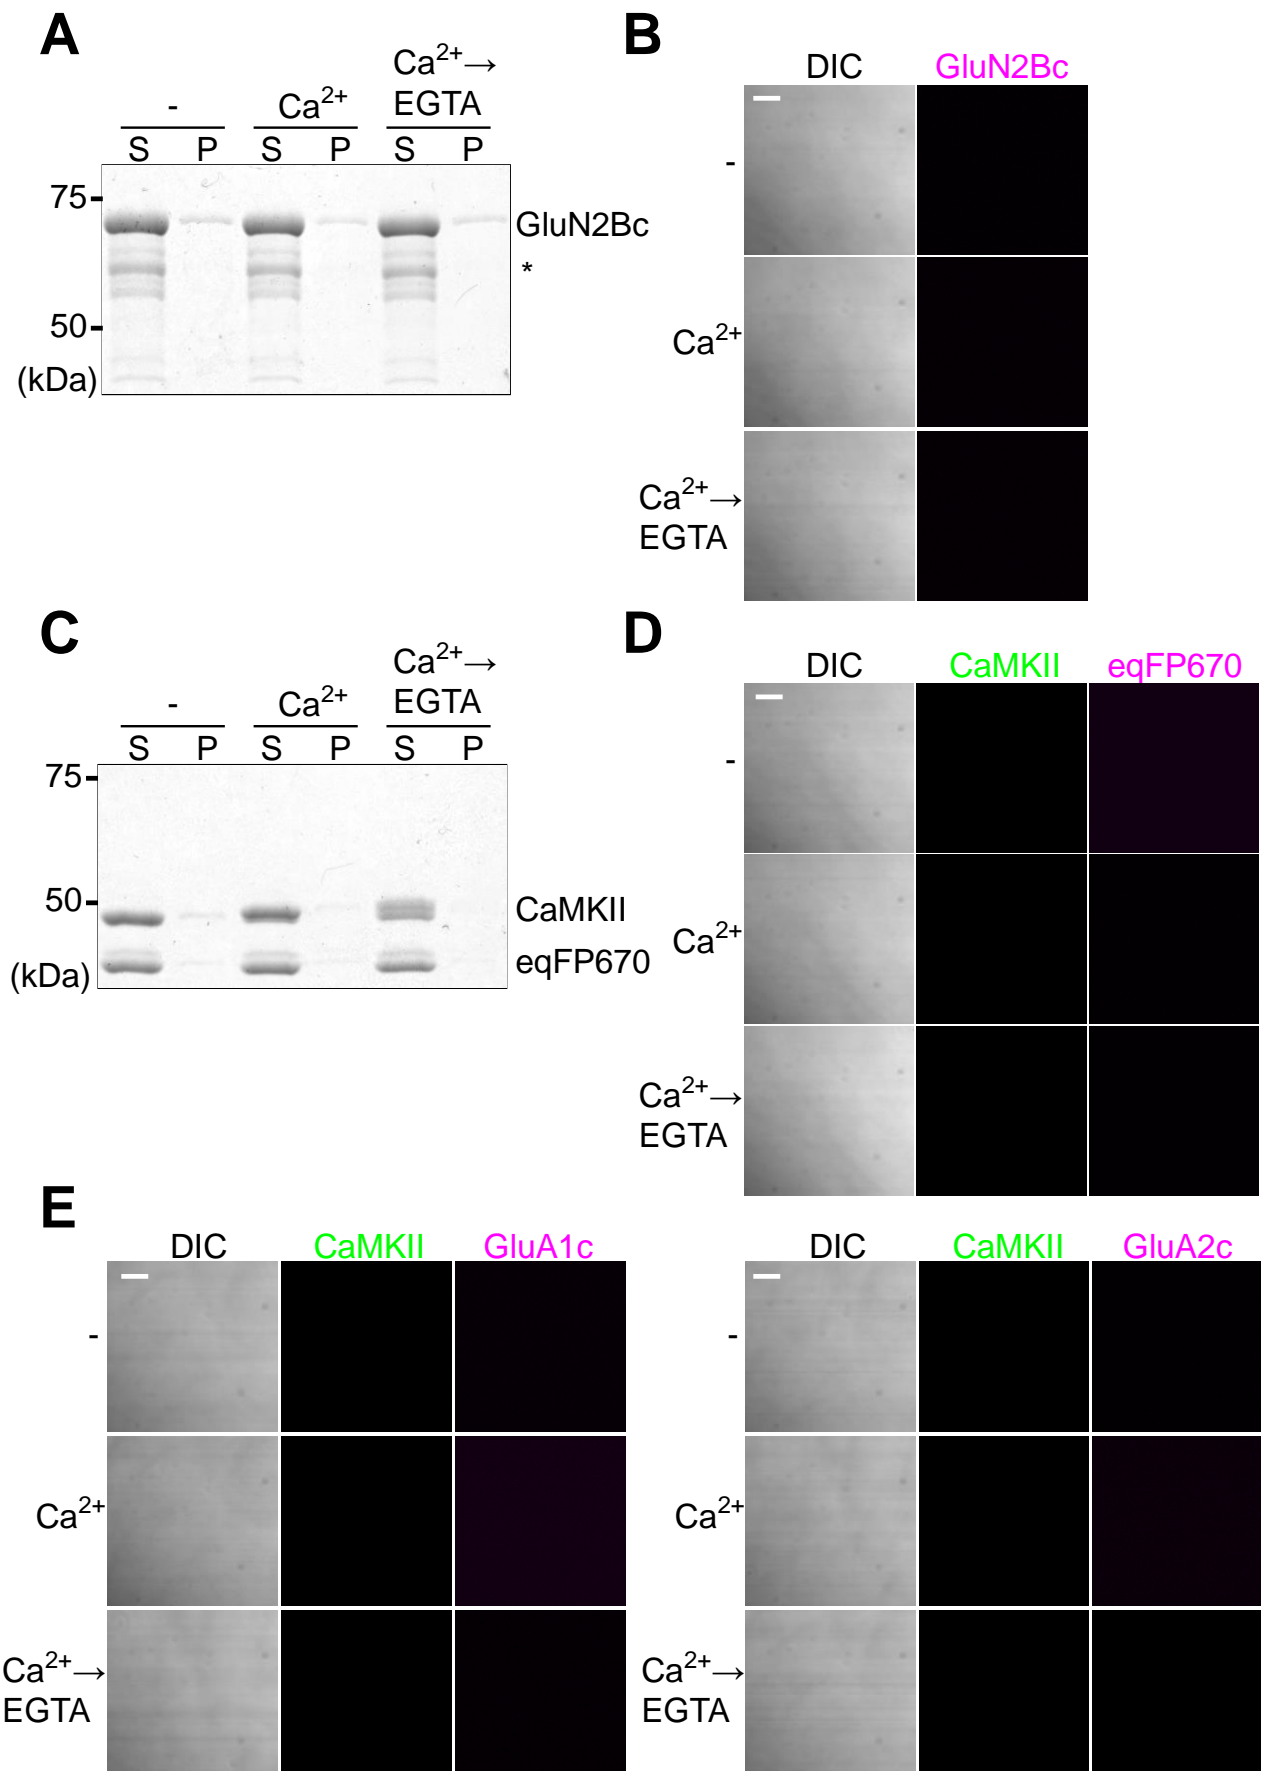 A
- Ca²⁺ Ca²⁺→
EGTA
S P S P S P
75
GluN2Bc
*
50
(kDa)
B
DIC GluN2Bc
-
Ca²⁺
Ca²⁺→
EGTA
C
- Ca²⁺ Ca²⁺→
EGTA
S P S P S P
75
50
CaMKII
eqFP670
(kDa)
D
DIC CaMKII eqFP670
-
Ca²⁺
Ca²⁺→
EGTA
E
DIC CaMKII GluA1c
-
Ca²⁺
Ca²⁺→
EGTA
DIC CaMKII GluA2c
-
Ca²⁺
Ca²⁺→
EGTA